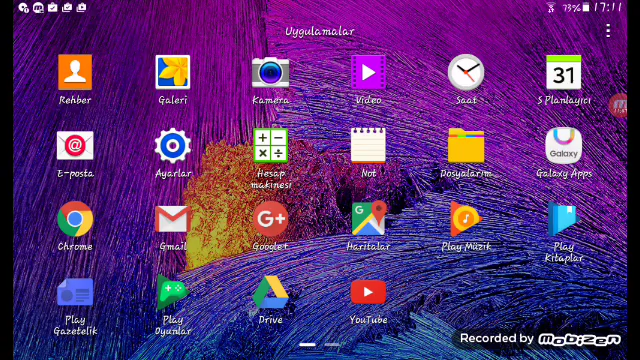 73% 17:11
Uygulamalar
Rehber
Galeri
Kamera
Video
Saat
31
S Planlayıcı
E-posta
Ayarlar
Hesap
makinesi
Not
Dosyalarım
Galaxy
Galaxy Apps
Chrome
Gmail
Google+
Haritalar
Play Müzik
Play
Kitaplar
Play
Gazetelik
Play
Oyunlar
Drive
YouTube
Recorded by MOBIZEN